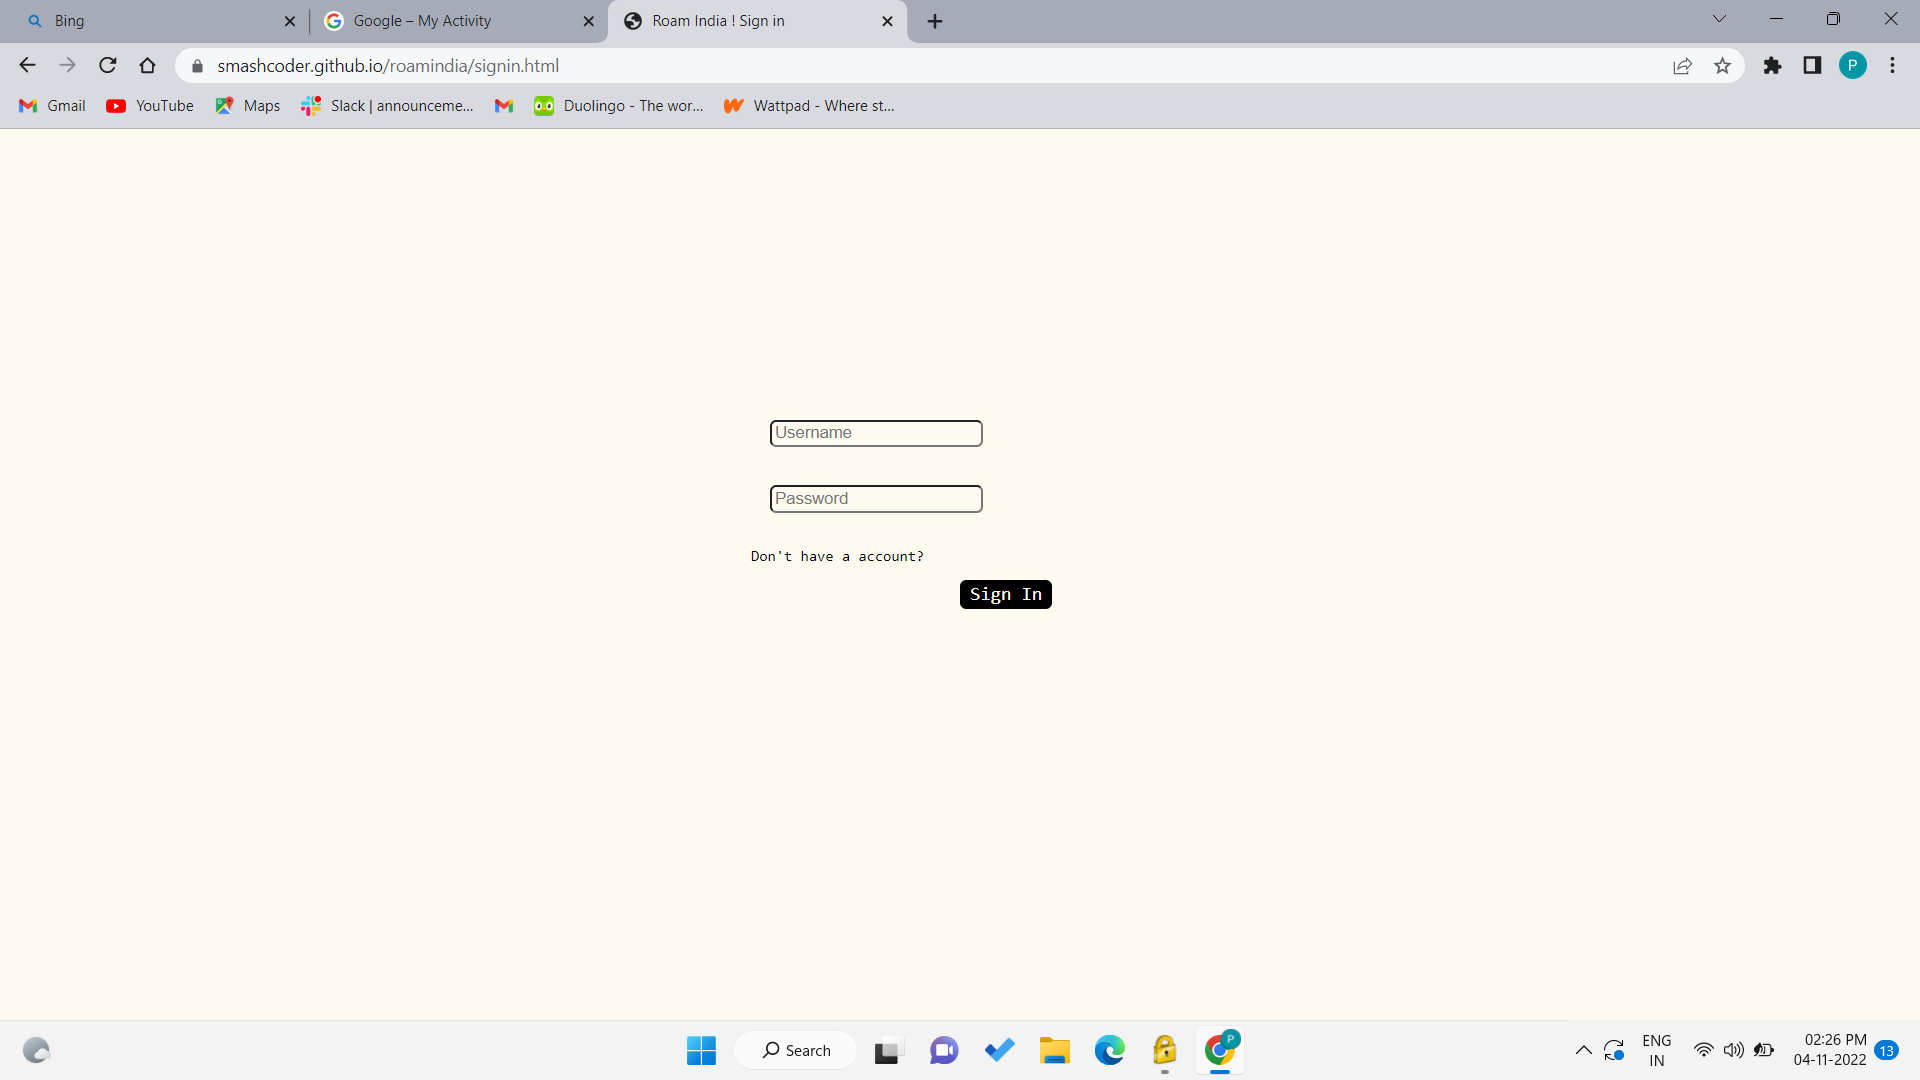 Bing
Google – My Activity
Roam India ! Sign in
smashcoder.github.io/roamindia/signin.html
P
Gmail
YouTube
Maps
Slack | announceme...
Duolingo - The wor...
Wattpad - Where st...
Username
Password
Don't have a account?
Sign In
Search
P
ENG
IN
02:26 PM
04-11-2022
13